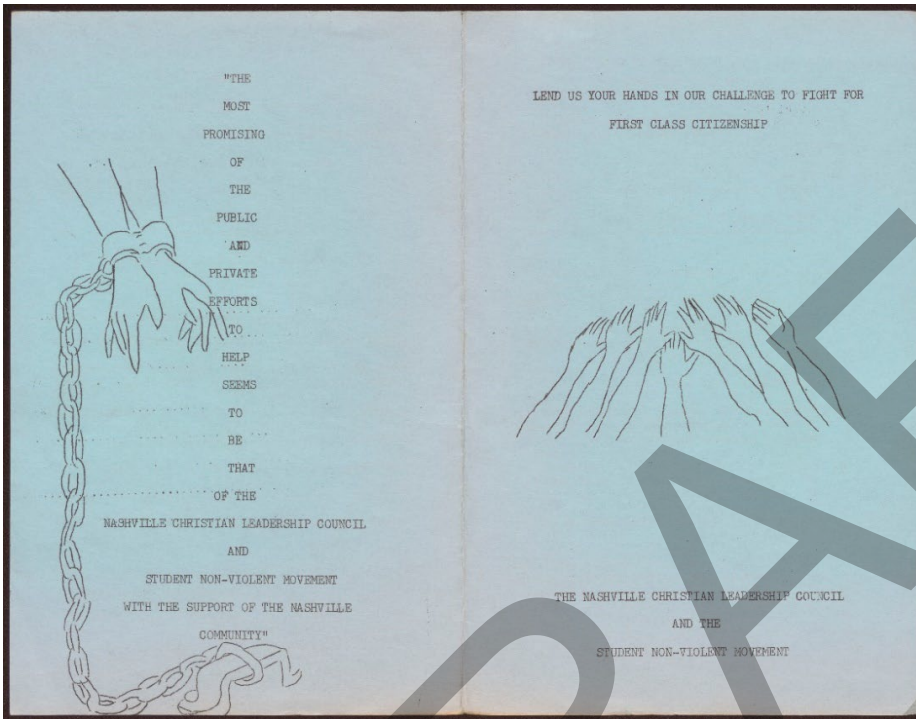 "THE
MOST
PROMISING
OF
THE
PUBLIC
AND
PRIVATE
EFFORTS
TO
HELP
SEEMS
TO
BE
THAT
OF THE
NASHVILLE CHRISTIAN LEADERSHIP COUNCIL
AND
STUDENT NON-VIOLENT MOVEMENT
WITH THE SUPPORT OF THE NASHVILLE
COMMUNITY"
LEND US YOUR HANDS IN OUR CHALLENGE TO FIGHT FOR
FIRST CLASS CITIZENSHIP
THE NASHVILLE CHRISTIAN LEADERSHIP COUNCIL
AND THE
STUDENT NON-VIOLENT MOVEMENT